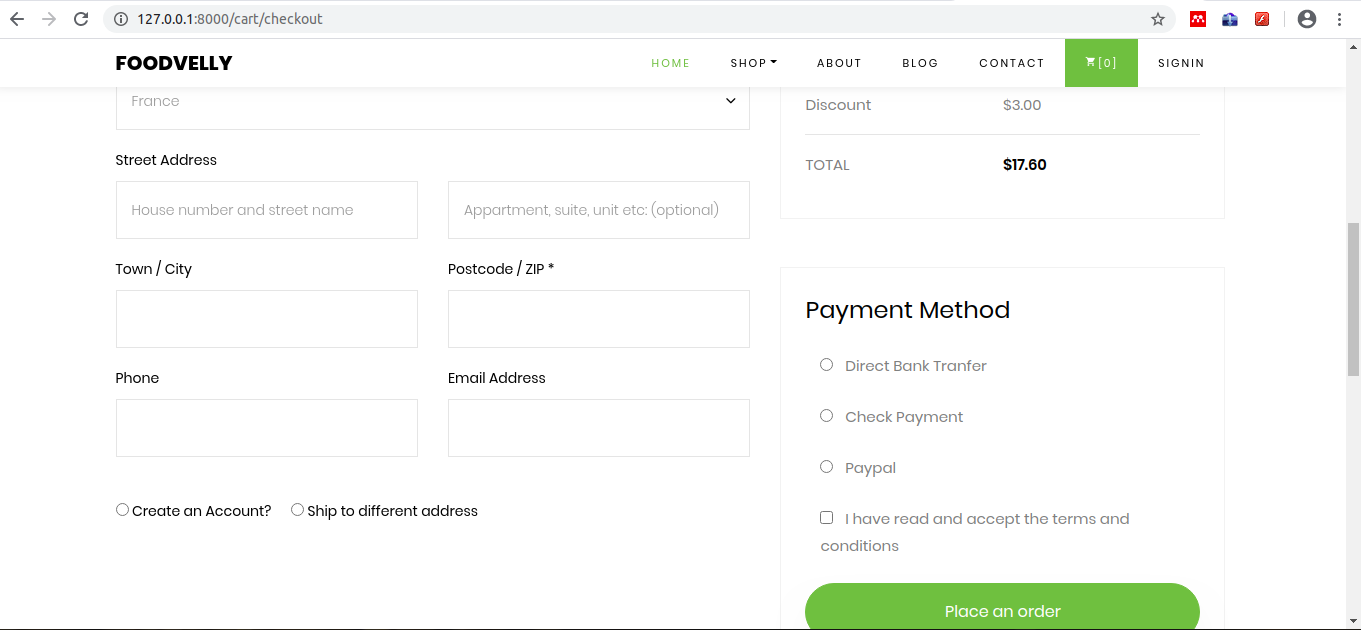 127.0.0.1:8000/cart/checkout
FOODVELLY
HOME SHOP ABOUT BLOG CONTACT [0] SIGNIN
France
Street Address
House number and street name
Appartment, suite, unit etc: (optional)
Town / City
Postcode / ZIP *
Phone
Email Address
Create an Account?
Ship to different address
Discount $3.00
TOTAL $17.60
Payment Method
Direct Bank Tranfer
Check Payment
Paypal
I have read and accept the terms and
conditions
Place an order